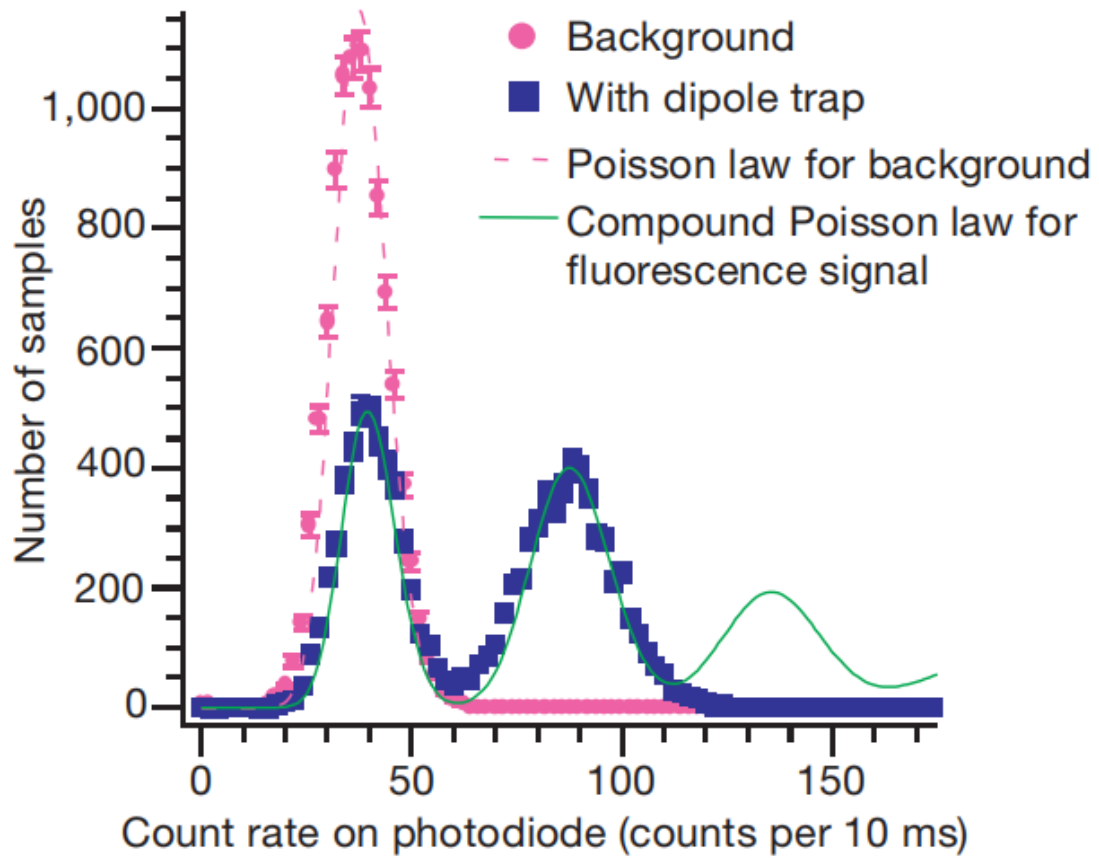 Background
With dipole trap
Poisson law for background
Compound Poisson law for
fluorescence signal
Number of samples
1,000
800
600
400
200
0
0 50 100 150
Count rate on photodiode (counts per 10 ms)